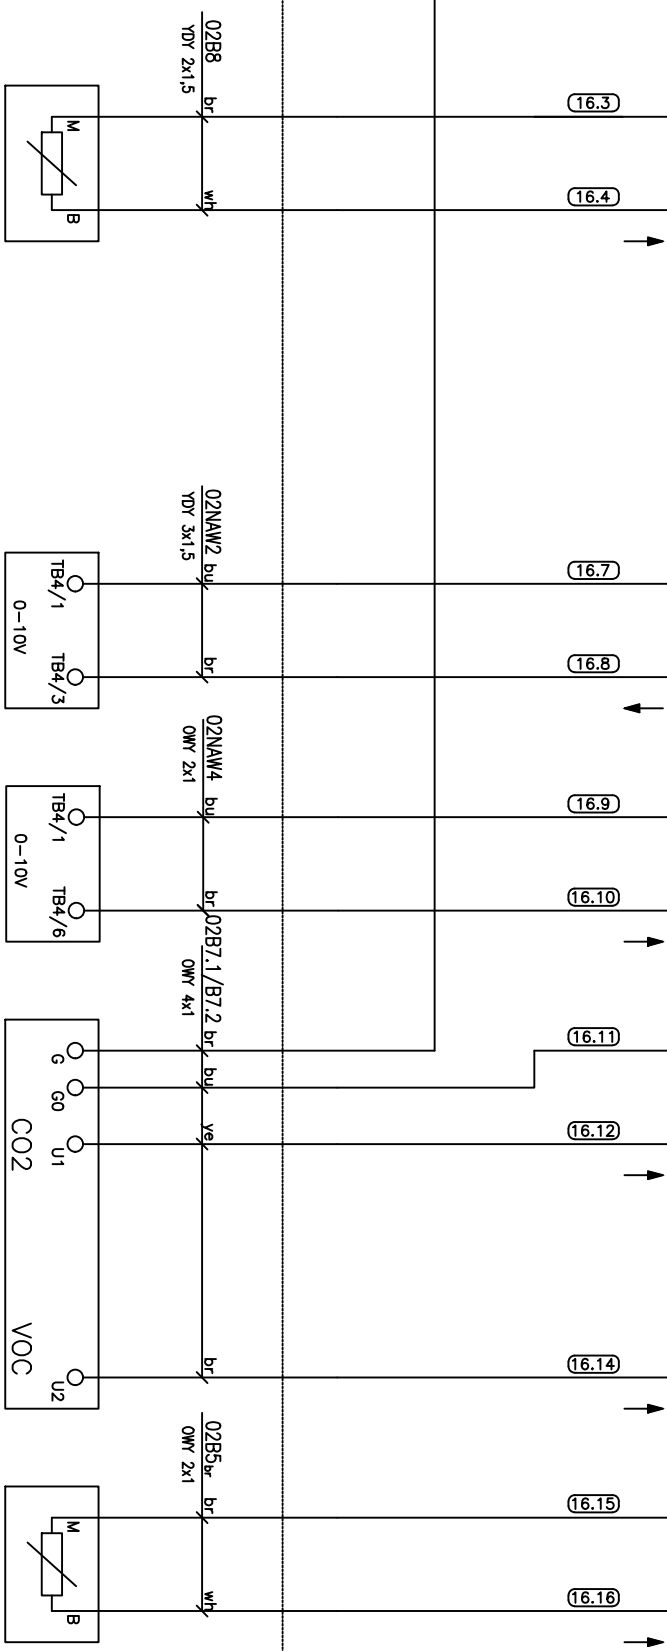 02B8
YDY 2x1,5
br
16.3
M
wh
16.4
B
02NAW2
YDY 3x1,5
bu
16.7
TB4/1
0-10V
br
16.8
TB4/3
02NAW4
OWY 2x1
bu
16.9
TB4/1
0-10V
br
16.10
TB4/6
02B7.1/B7.2
OWY 4x1
br
16.11
G
bu
G0
ye
16.12
U1
CO2
VOC
br
16.14
U2
02B5br
OWY 2x1
br
16.15
M
wh
16.16
B